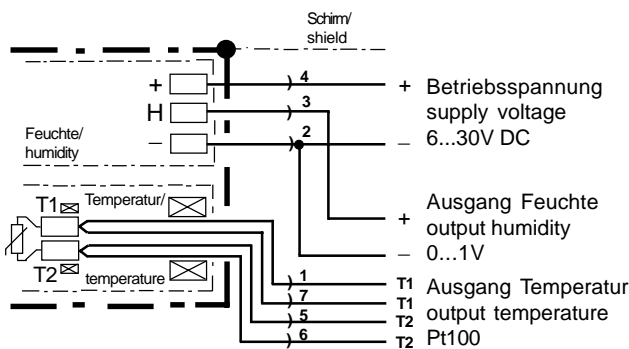 Schirm/
shield
+ 4 + Betriebsspannung
H 3 supply voltage
− 2 − 6...30V DC
Feuchte/
humidity
Ausgang Feuchte
+ output humidity
− 0...1V
T1 Temperatur/
T2 temperature
1 T1 Ausgang Temperatur
7 T1 output temperature
5 T2
6 T2 Pt100